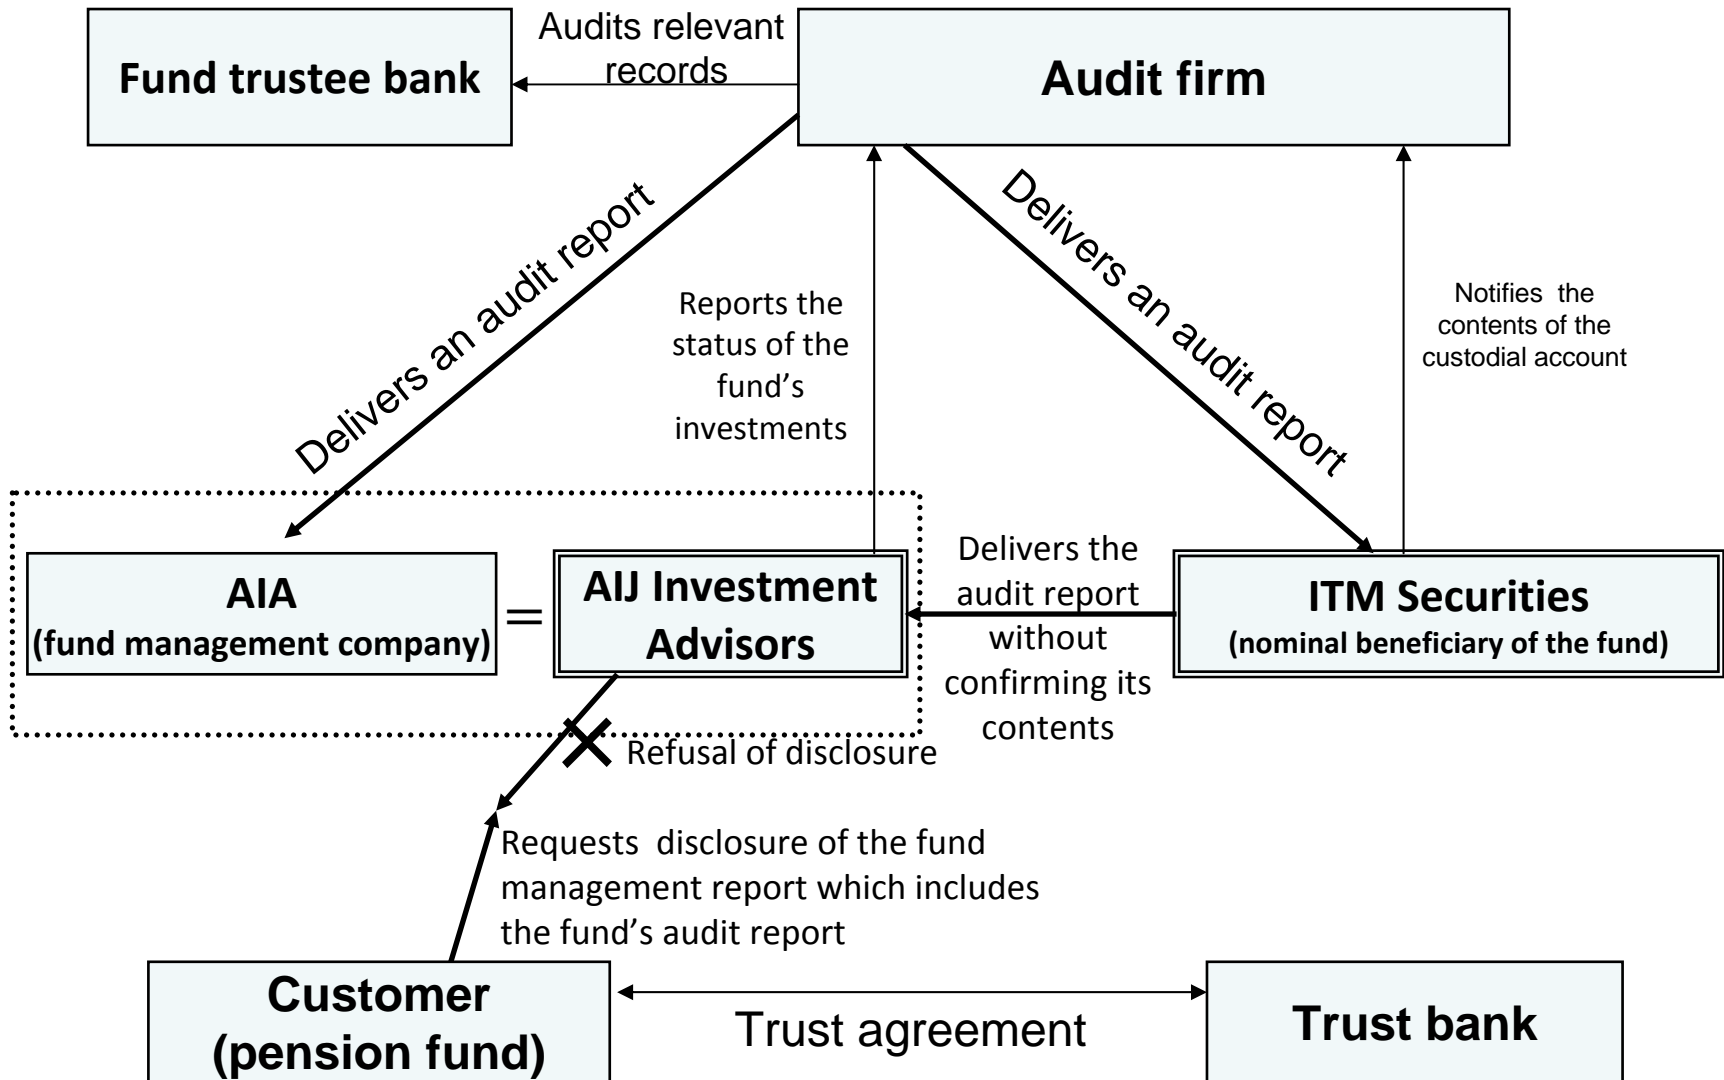 Fund trustee bank
Audits relevant
records
Audit firm
Delivers an audit report
Reports the
status of the
fund's
investments
Delivers an audit report
Notifies  the
contents of the
custodial account
AIA
(fund management company)
=
AIJ Investment
Advisors
Delivers the
audit report
without
confirming its
contents
ITM Securities
(nominal beneficiary of the fund)
Refusal of disclosure
Requests  disclosure of the fund
management report which includes
the fund's audit report
Customer
(pension fund)
Trust agreement
Trust bank